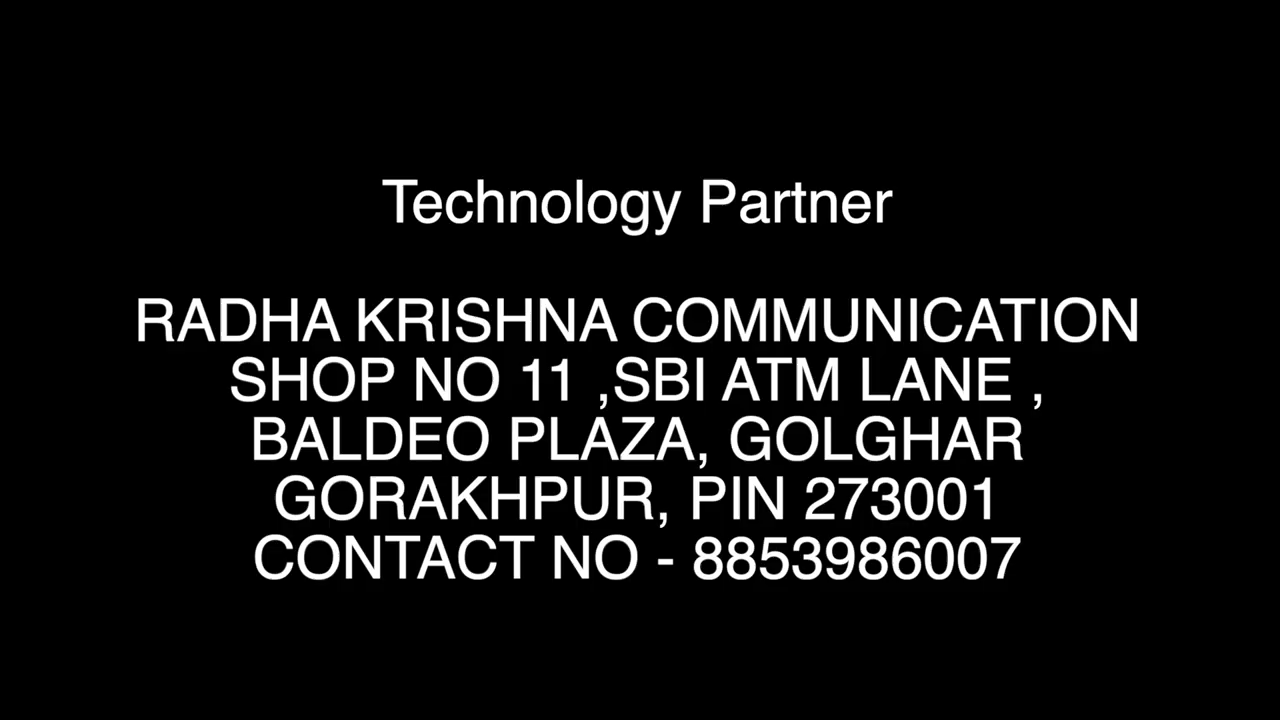 Technology Partner
RADHA KRISHNA COMMUNICATION
SHOP NO 11 ,SBI ATM LANE ,
BALDEO PLAZA, GOLGHAR
GORAKHPUR, PIN 273001
CONTACT NO - 8853986007